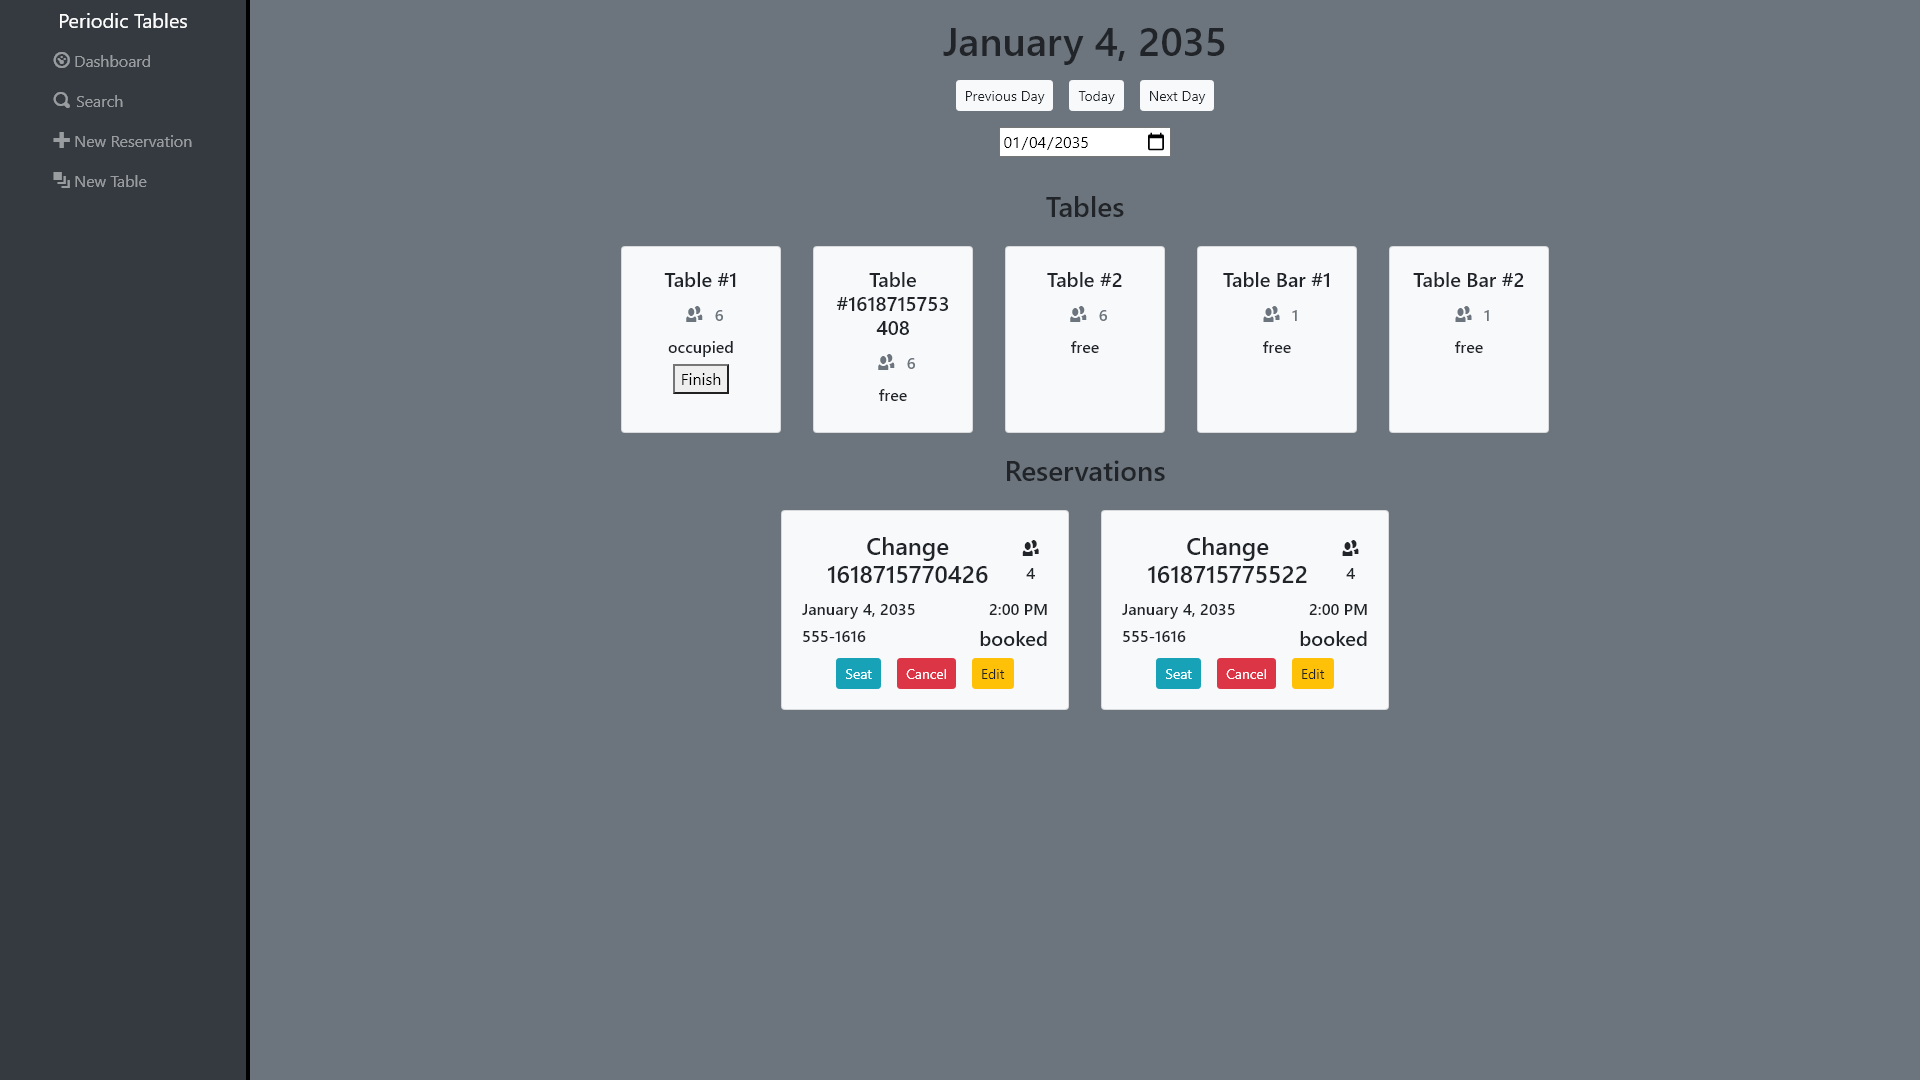 Periodic Tables
Dashboard
Search
New Reservation
New Table
January 4, 2035
Previous Day Today Next Day
01/04/2035
Tables
Table #1
6
occupied
Finish
Table
#1618715753
408
6
free
Table #2
6
free
Table Bar #1
1
free
Table Bar #2
1
free
Reservations
Change
1618715770426
4
January 4, 2035 2:00 PM
555-1616 booked
Seat Cancel Edit
Change
1618715775522
4
January 4, 2035 2:00 PM
555-1616 booked
Seat Cancel Edit